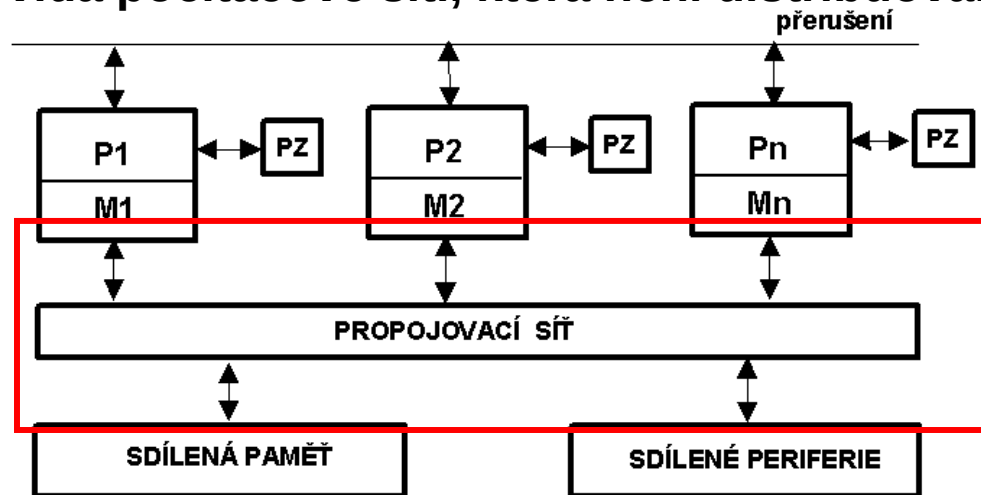 přerušení
P1 PZ P2 PZ Pn PZ
M1 M2 Mn
PROPOJOVACÍ SÍŤ
SDÍLENÁ PAMĚŤ SDÍLENÉ PERIFERIE